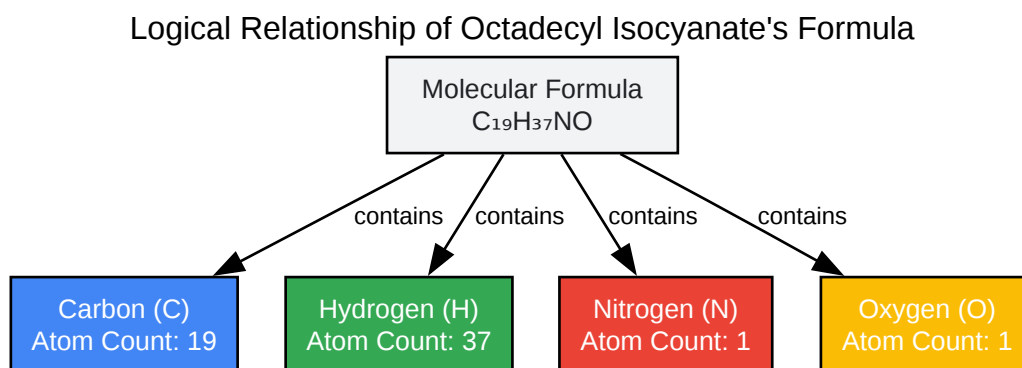 Logical Relationship of Octadecyl Isocyanate's Formula
Molecular Formula
C₁₉H₃₇NO
contains
contains
contains
contains
Carbon (C)
Atom Count: 19
Hydrogen (H)
Atom Count: 37
Nitrogen (N)
Atom Count: 1
Oxygen (O)
Atom Count: 1